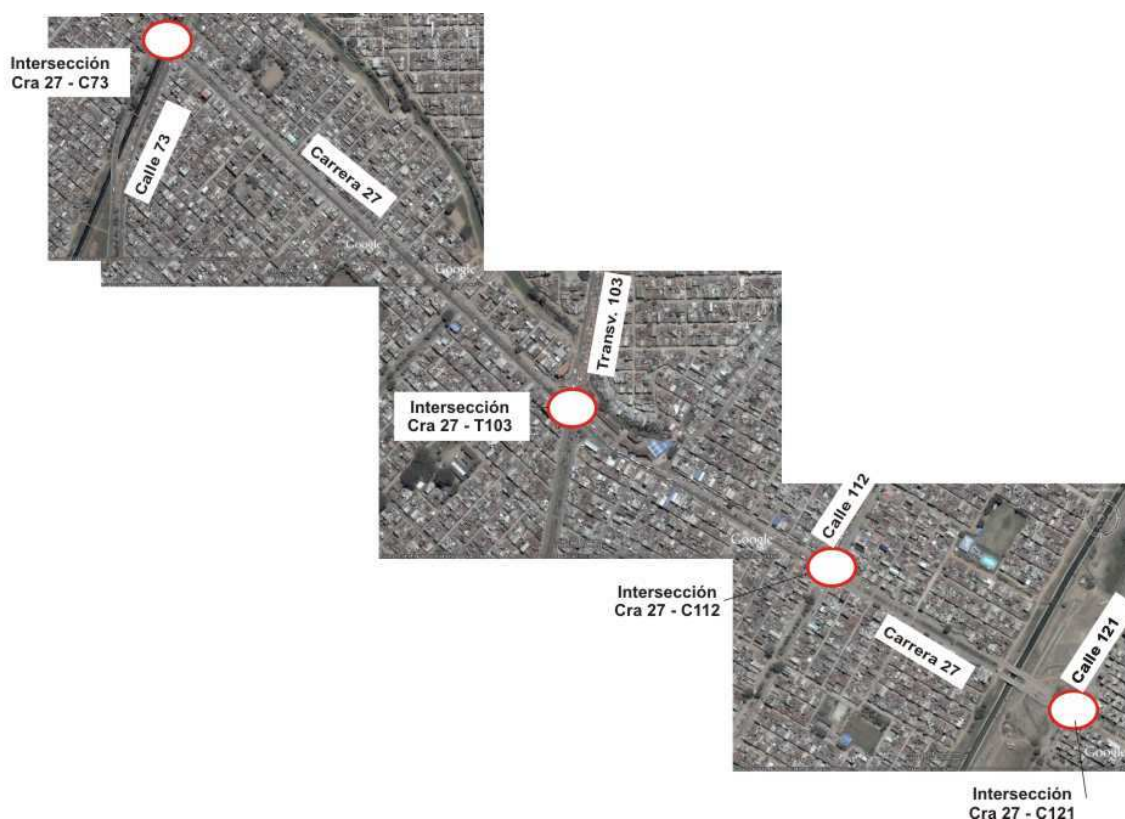 Intersección
Cra 27 - C73
Calle 73
Carrera 27
Google
Google
Transv. 103
Intersección
Cra 27 - T103
Calle 112
Google
Intersección
Cra 27 - C112
Carrera 27
Calle 121
Google
Intersección
Cra 27 - C121